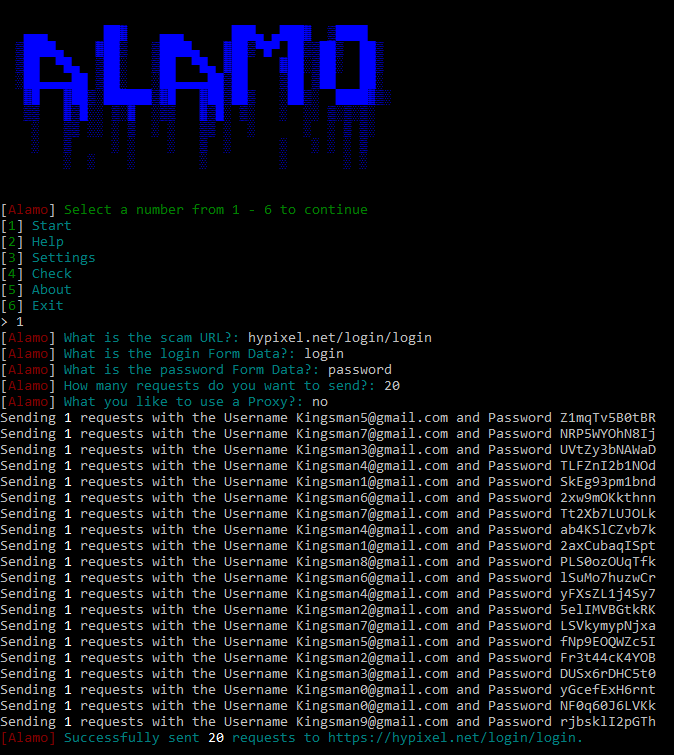 ALAMO
[Alamo] Select a number from 1 - 6 to continue
[1] Start
[2] Help
[3] Settings
[4] Check
[5] About
[6] Exit
> 1
[Alamo] What is the scam URL?: hypixel.net/login/login
[Alamo] What is the login Form Data?: login
[Alamo] What is the password Form Data?: password
[Alamo] How many requests do you want to send?: 20
[Alamo] What you like to use a Proxy?: no
Sending 1 requests with the Username Kingsman5@gmail.com and Password Z1mqTv5B0tBR
Sending 1 requests with the Username Kingsman7@gmail.com and Password NRP5WYOhN8Ij
Sending 1 requests with the Username Kingsman3@gmail.com and Password UVtZy3bNAWaD
Sending 1 requests with the Username Kingsman4@gmail.com and Password TLFZnI2b1NOd
Sending 1 requests with the Username Kingsman1@gmail.com and Password SkEg93pm1bnd
Sending 1 requests with the Username Kingsman6@gmail.com and Password 2xw9mOKkthnn
Sending 1 requests with the Username Kingsman7@gmail.com and Password Tt2Xb7LUJOLk
Sending 1 requests with the Username Kingsman4@gmail.com and Password ab4KSlCZvb7k
Sending 1 requests with the Username Kingsman1@gmail.com and Password 2axCubaqISpt
Sending 1 requests with the Username Kingsman8@gmail.com and Password PLS0ozOUqTfk
Sending 1 requests with the Username Kingsman6@gmail.com and Password lSuMo7huzwCr
Sending 1 requests with the Username Kingsman4@gmail.com and Password yFXsZL1j4Sy7
Sending 1 requests with the Username Kingsman2@gmail.com and Password 5elIMVBGtkRK
Sending 1 requests with the Username Kingsman7@gmail.com and Password LSVkymypNjxa
Sending 1 requests with the Username Kingsman5@gmail.com and Password fNp9EOQWZc5I
Sending 1 requests with the Username Kingsman2@gmail.com and Password Fr3t44cK4YOB
Sending 1 requests with the Username Kingsman3@gmail.com and Password DUSx6rDHC5t0
Sending 1 requests with the Username Kingsman0@gmail.com and Password yGcefExH6rnt
Sending 1 requests with the Username Kingsman0@gmail.com and Password NF0q60J6LVKk
Sending 1 requests with the Username Kingsman9@gmail.com and Password rjbsklI2pGTh
[Alamo] Successfully sent 20 requests to https://hypixel.net/login/login.